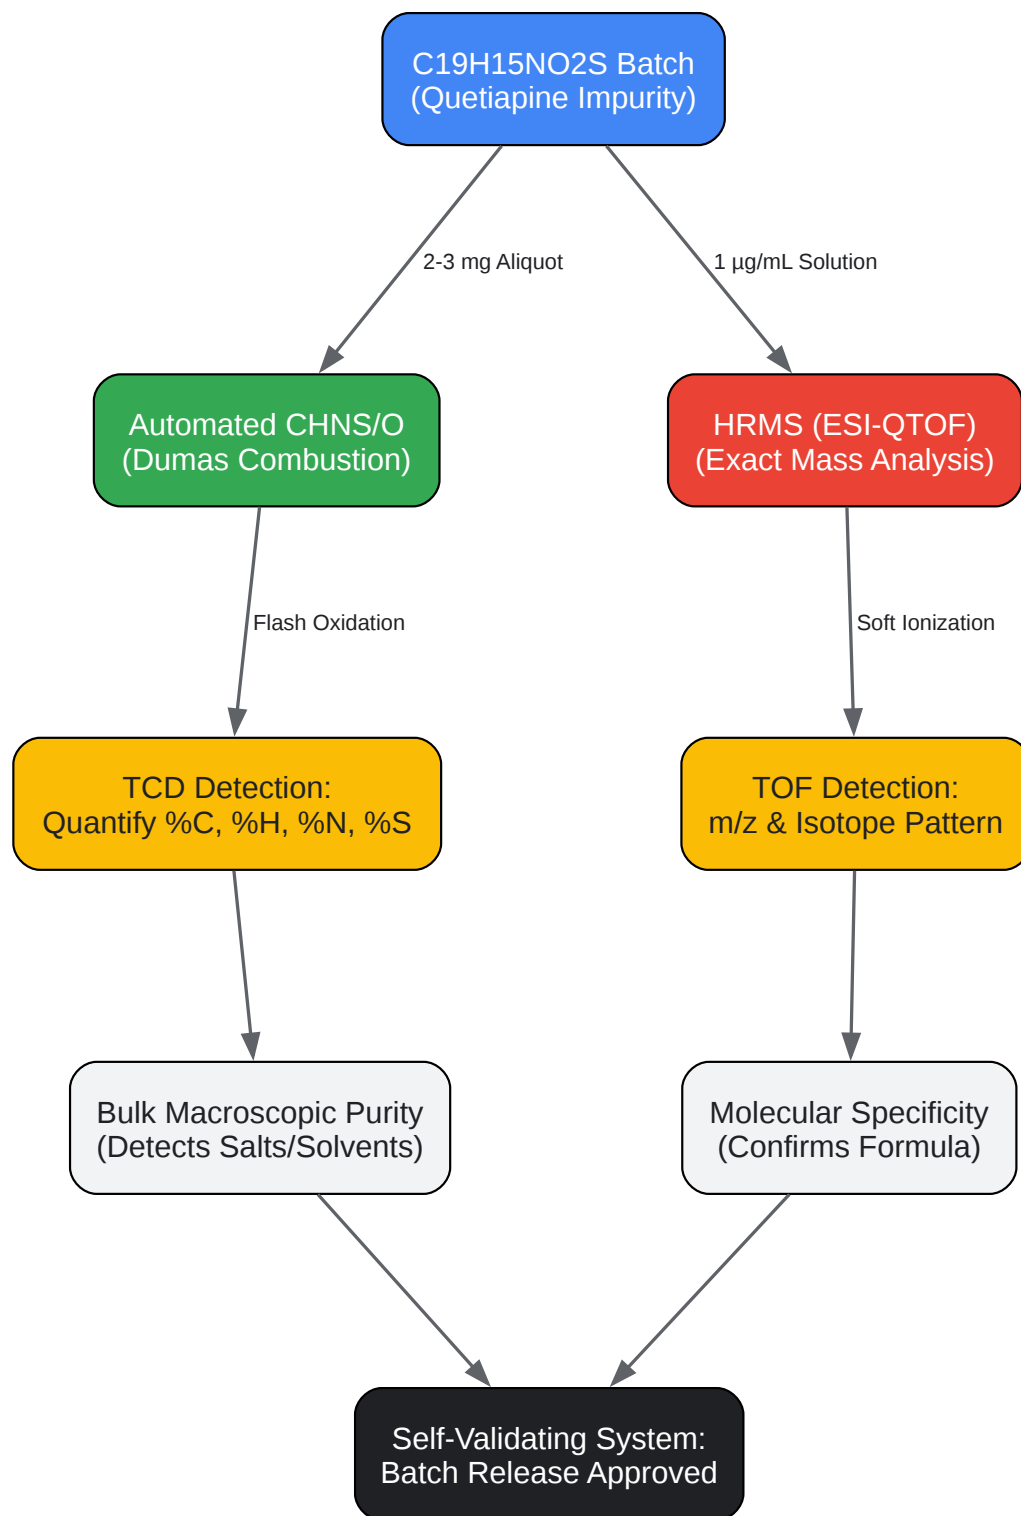 C19H15NO2S Batch
(Quetiapine Impurity)
2-3 mg Aliquot
1 µg/mL Solution
Automated CHNS/O
(Dumas Combustion)
HRMS (ESI-QTOF)
(Exact Mass Analysis)
Flash Oxidation
Soft Ionization
TCD Detection:
Quantify %C, %H, %N, %S
TOF Detection:
m/z & Isotope Pattern
Bulk Macroscopic Purity
(Detects Salts/Solvents)
Molecular Specificity
(Confirms Formula)
Self-Validating System:
Batch Release Approved